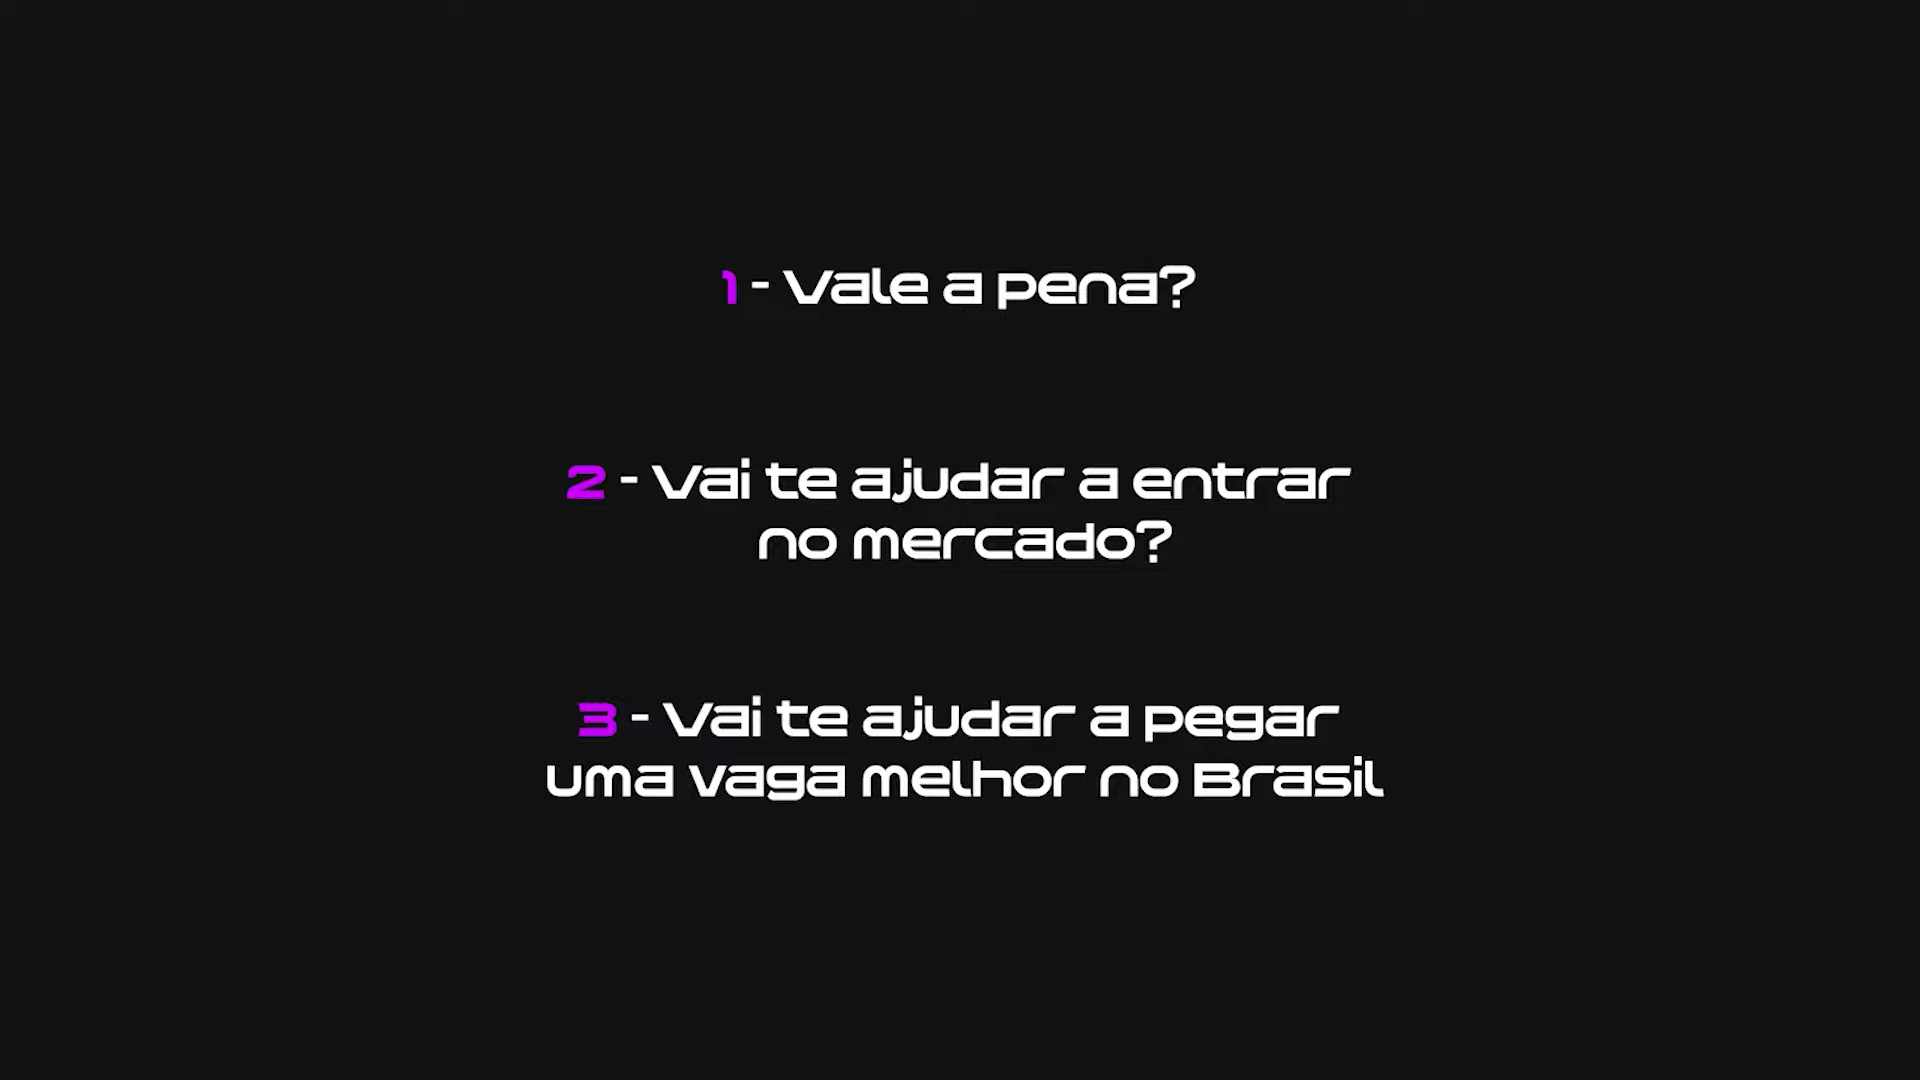 1 - Vale a pena?
2 - Vai te ajudar a entrar
no mercado?
3 - Vai te ajudar a pegar
uma vaga melhor no Brasil